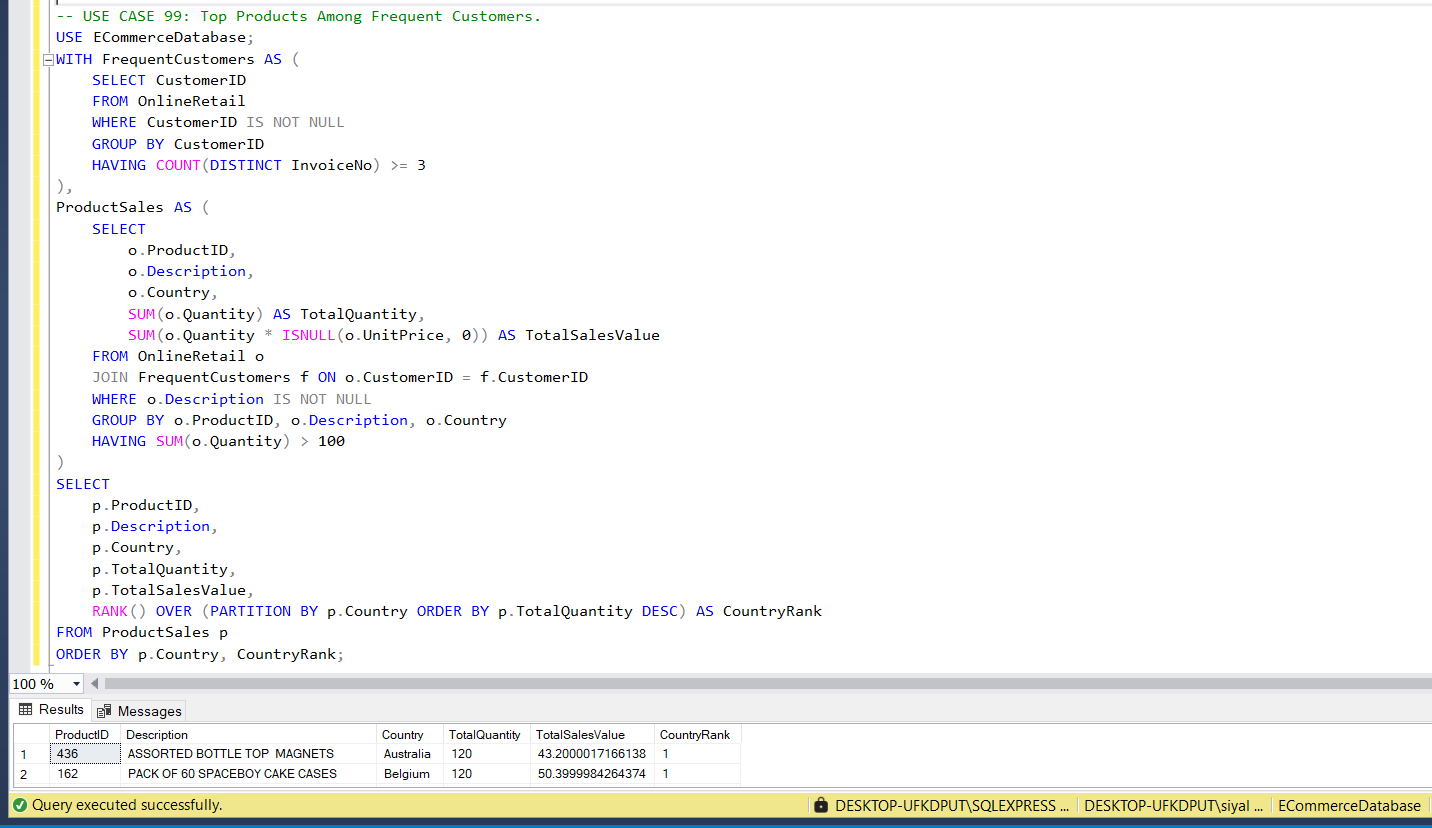 -- USE CASE 99: Top Products Among Frequent Customers.
USE ECommerceDatabase;
WITH FrequentCustomers AS (
    SELECT CustomerID
    FROM OnlineRetail
    WHERE CustomerID IS NOT NULL
    GROUP BY CustomerID
    HAVING COUNT(DISTINCT InvoiceNo) >= 3
),
ProductSales AS (
    SELECT
        o.ProductID,
        o.Description,
        o.Country,
        SUM(o.Quantity) AS TotalQuantity,
        SUM(o.Quantity * ISNULL(o.UnitPrice, 0)) AS TotalSalesValue
    FROM OnlineRetail o
    JOIN FrequentCustomers f ON o.CustomerID = f.CustomerID
    WHERE o.Description IS NOT NULL
    GROUP BY o.ProductID, o.Description, o.Country
    HAVING SUM(o.Quantity) > 100
)
SELECT
    p.ProductID,
    p.Description,
    p.Country,
    p.TotalQuantity,
    p.TotalSalesValue,
    RANK() OVER (PARTITION BY p.Country ORDER BY p.TotalQuantity DESC) AS CountryRank
FROM ProductSales p
ORDER BY p.Country, CountryRank;
100 %
Results Messages
ProductID Description Country TotalQuantity TotalSalesValue CountryRank
1 436 ASSORTED BOTTLE TOP  MAGNETS Australia 120 43.2000017166138 1
2 162 PACK OF 60 SPACEBOY CAKE CASES Belgium 120 50.3999984264374 1
Query executed successfully. DESKTOP-UFKDPUT\SQLEXPRESS ... DESKTOP-UFKDPUT\siyal ... ECommerceDatabase